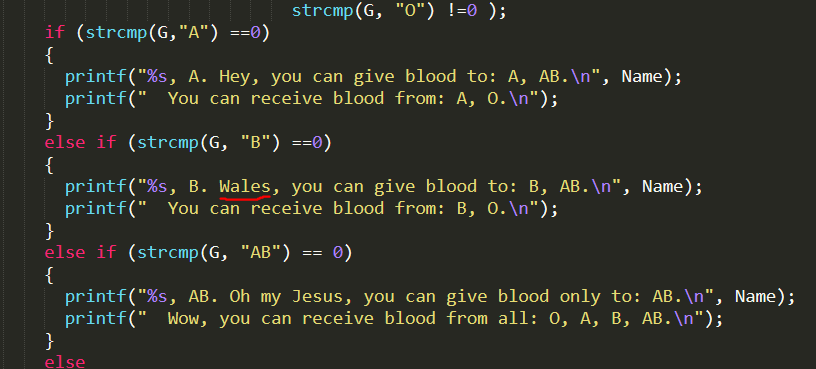 strcmp(G, "O") !=0 );
if (strcmp(G,"A") ==0)
{
printf("%s, A. Hey, you can give blood to: A, AB.\n", Name);
printf("  You can receive blood from: A, O.\n");
}
else if (strcmp(G, "B") ==0)
{
printf("%s, B. Wales, you can give blood to: B, AB.\n", Name);
printf("  You can receive blood from: B, O.\n");
}
else if (strcmp(G, "AB") == 0)
{
printf("%s, AB. Oh my Jesus, you can give blood only to: AB.\n", Name);
printf("  Wow, you can receive blood from all: O, A, B, AB.\n");
}
else